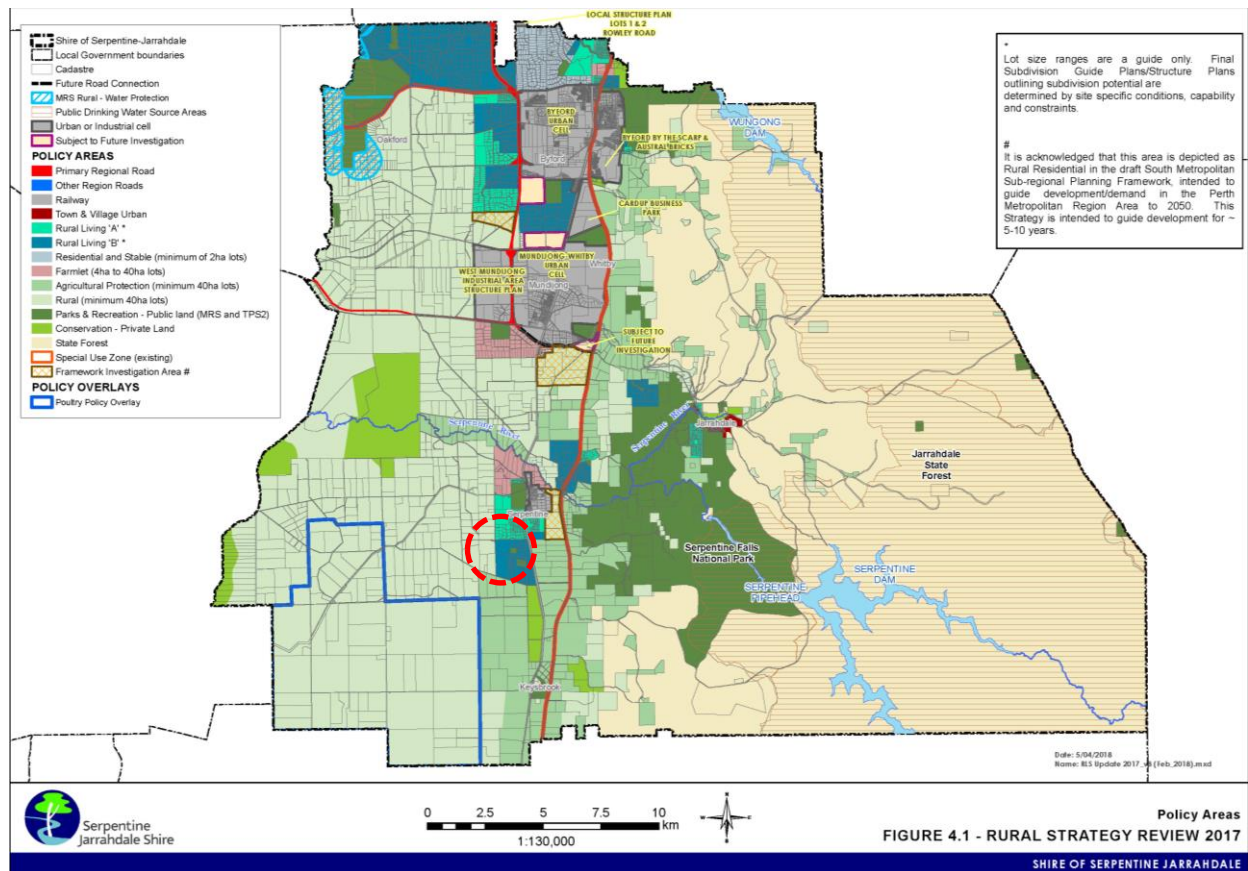 LOCAL STRUCTURE PLAN
LOTS 1 & 2
ROWLEY ROAD
Shire of Serpentine-Jarrahdale
Local Government boundaries
Cadastre
Future Road Connection
MRS Rural - Water Protection
Public Drinking Water Source Areas
Urban or Industrial cell
Subject to Future Investigation
POLICY AREAS
Primary Regional Road
Other Region Roads
Railway
Town & Village Urban
Rural Living 'A' *
Rural Living 'B' *
Residential and Stable (minimum of 2ha lots)
Farmlet (4ha to 40ha lots)
Agricultural Protection (minimum 40ha lots)
Rural (minimum 40ha lots)
Parks & Recreation - Public land (MRS and TPS2)
Conservation - Private Land
State Forest
Special Use Zone (existing)
Framework Investigation Area #
POLICY OVERLAYS
Poultry Policy Overlay
*
Lot size ranges are a guide only. Final
Subdivision Guide Plans/Structure Plans
outlining subdivision potential are
determined by site specific conditions, capability
and constraints.
#
It is acknowledged that this area is depicted as
Rural Residential in the draft South Metropolitan
Sub-regional Planning Framework, intended to
guide development/demand in the Perth
Metropolitan Region Area to 2050. This
Strategy is intended to guide development for ~
5-10 years.
Oakford
BYFORD
URBAN
CELL
Byford
BYFORD BY THE SCARP &
AUSTRAL BRICKS
WUNGONG
DAM
CARDUP BUSINESS
PARK
MUNDIJONG-WHITBY
URBAN
CELL
Whitby
WEST MUNDIJONG
INDUSTRIAL AREA
STRUCTURE PLAN
Mundijong
SUBJECT TO
FUTURE
INVESTIGATION
Serpentine River
Serpentine River
Jarrahdale
Jarrahdale
State
Forest
Serpentine
Serpentine Falls
National Park
SERPENTINE
DAM
SERPENTINE
PIPEHEAD
Keysbrook
Date: 5/04/2018
Name: RLS Update 2017_v8 (Feb_2018).mxd
Serpentine
Jarrahdale Shire
0 2.5 5 7.5 10
km
1:130,000
Policy Areas
FIGURE 4.1 - RURAL STRATEGY REVIEW 2017
SHIRE OF SERPENTINE JARRAHDALE